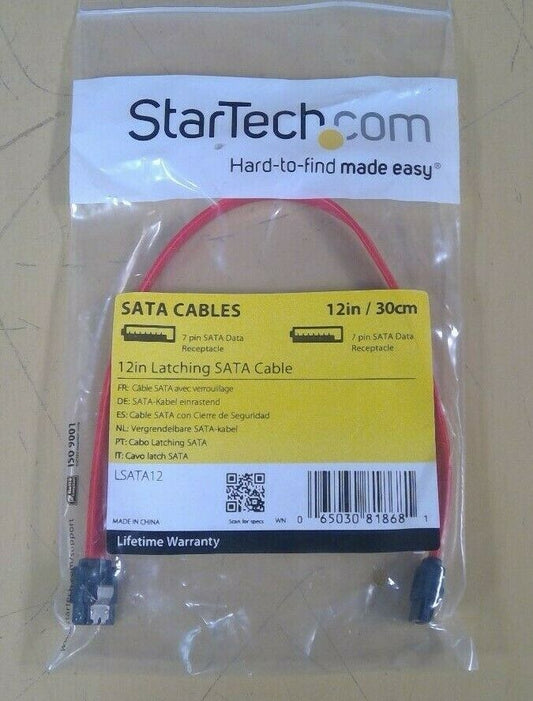 StarTech.com
Hard-to-find made easy®
SATA CABLES
12in / 30cm
7 pin SATA Data
Receptacle
7 pin SATA Data
Receptacle
12in Latching SATA Cable
FR: Câble SATA avec verrouillage
DE: SATA-Kabel einrastend
ES: Cable SATA con Cierre de Seguridad
NL: Vergrendelbare SATA-kabel
PT: Cabo Latching SATA
IT: Cavo latch SATA
LSATA12
MADE IN CHINA
Scan for specs
WN
0 65030 81868 1
Lifetime Warranty
ISO 9001